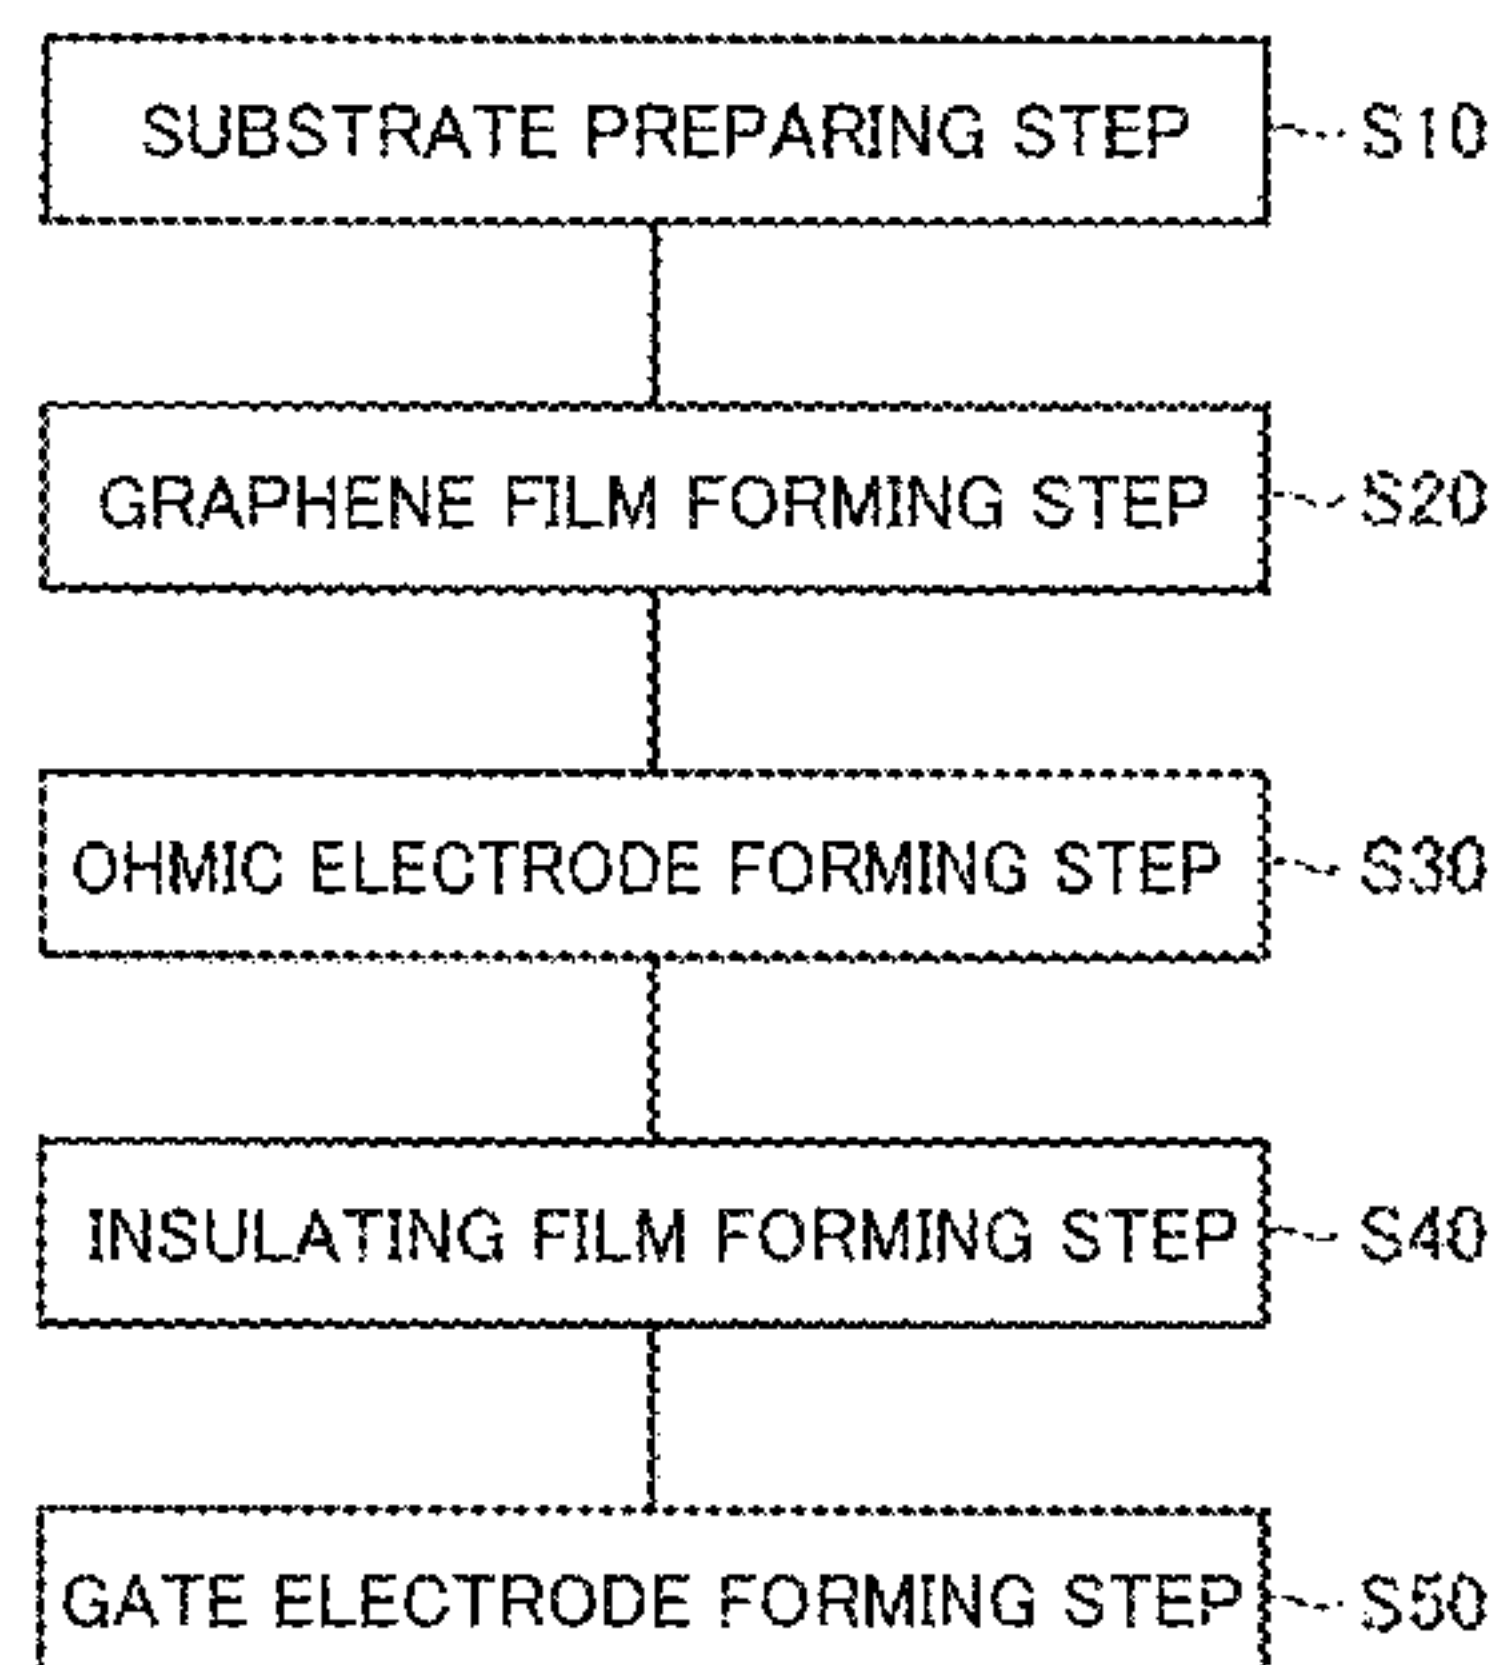 SUBSTRATE PREPARING STEP S10
GRAPHENE FILM FORMING STEP S20
OHMIC ELECTRODE FORMING STEP S30
INSULATING FILM FORMING STEP S40
GATE ELECTRODE FORMING STEP S50